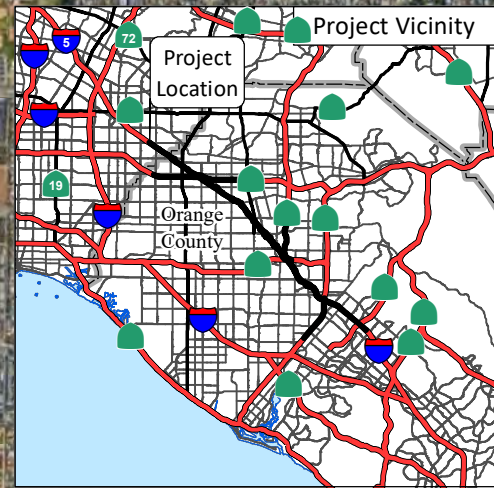 Project Vicinity
5
72
Project
Location
19
Orange
County